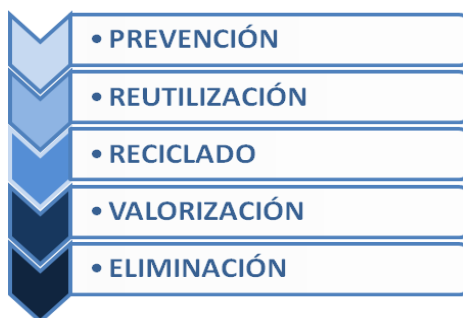 • PREVENCIÓN
• REUTILIZACIÓN
• RECICLADO
• VALORIZACIÓN
• ELIMINACIÓN